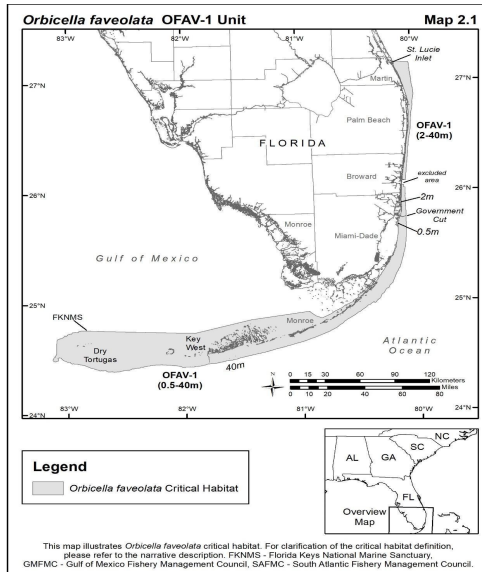 Orbicella faveolata OFAV-1 Unit Map 2.1
83°W 82°W 81°W 80°W
St. Lucie
Inlet
27°N 27°N
Martin
Palm Beach
OFAV-1
(2-40m)
FLORIDA
excluded
area
Broward
26°N 2m 26°N
Government
Cut
Monroe
0.5m
Miami-Dade
Gulf of Mexico
25°N 25°N
FKNMS
Monroe
Key
West
Atlantic
Ocean
Dry
Tortugas
40m
OFAV-1
(0.5-40m)
N
0 15 30 60 90 120
Kilometers
Miles
0 10 20 40 60 80
24°N 24°N
83°W 82°W 81°W 80°W
NC
SC
AL GA
FL
Overview
Map
Legend
Orbicella faveolata Critical Habitat
This map illustrates Orbicella faveolata critical habitat. For clarification of the critical habitat definition,
please refer to the narrative description. FKNMS - Florida Keys National Marine Sanctuary,
GMFMC - Gulf of Mexico Fishery Management Council, SAFMC - South Atlantic Fishery Management Council.